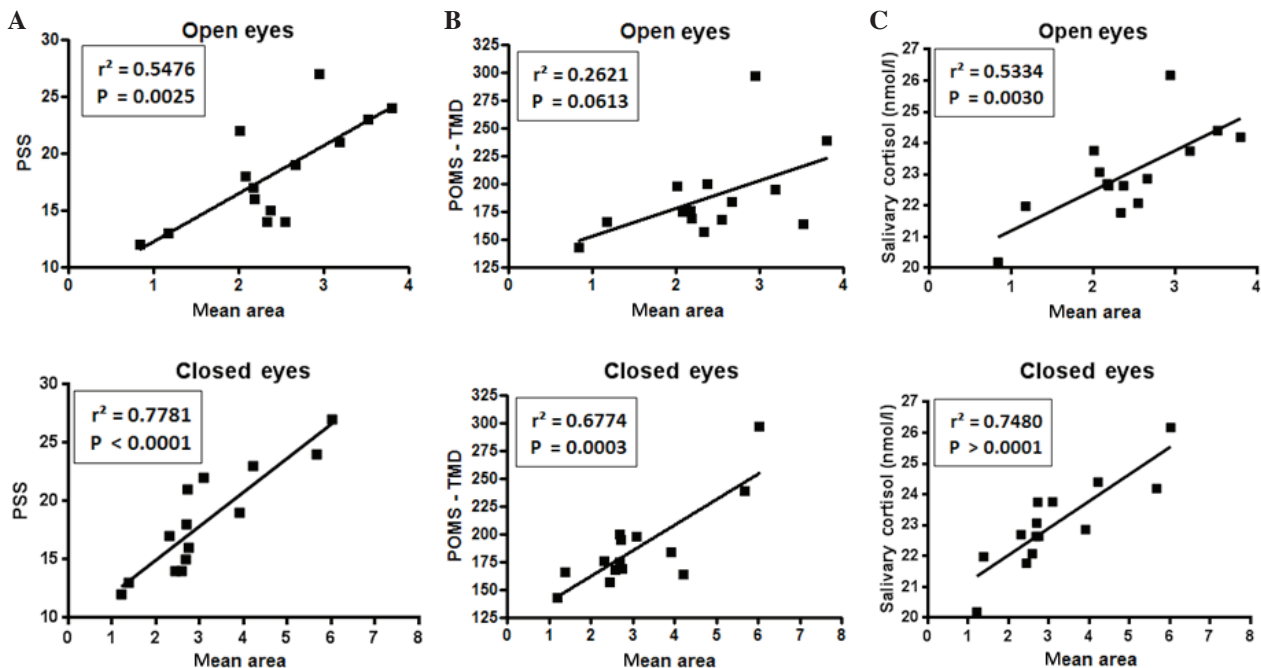 A
Open eyes
r² = 0.5476
P = 0.0025
PSS
30
25
20
15
10
0 1 2 3 4
Mean area
B
Open eyes
r² = 0.2621
P = 0.0613
POMS - TMD
325
300
275
250
225
200
175
150
125
0 1 2 3 4
Mean area
C
Open eyes
r² = 0.5334
P = 0.0030
Salivary cortisol (nmol/l)
27
26
25
24
23
22
21
20
0 1 2 3 4
Mean area
Closed eyes
r² = 0.7781
P < 0.0001
PSS
30
25
20
15
10
0 1 2 3 4 5 6 7 8
Mean area
Closed eyes
r² = 0.6774
P = 0.0003
POMS - TMD
325
300
275
250
225
200
175
150
125
0 1 2 3 4 5 6 7 8
Mean area
Closed eyes
r² = 0.7480
P > 0.0001
Salivary cortisol (nmol/l)
27
26
25
24
23
22
21
20
0 1 2 3 4 5 6 7 8
Mean area